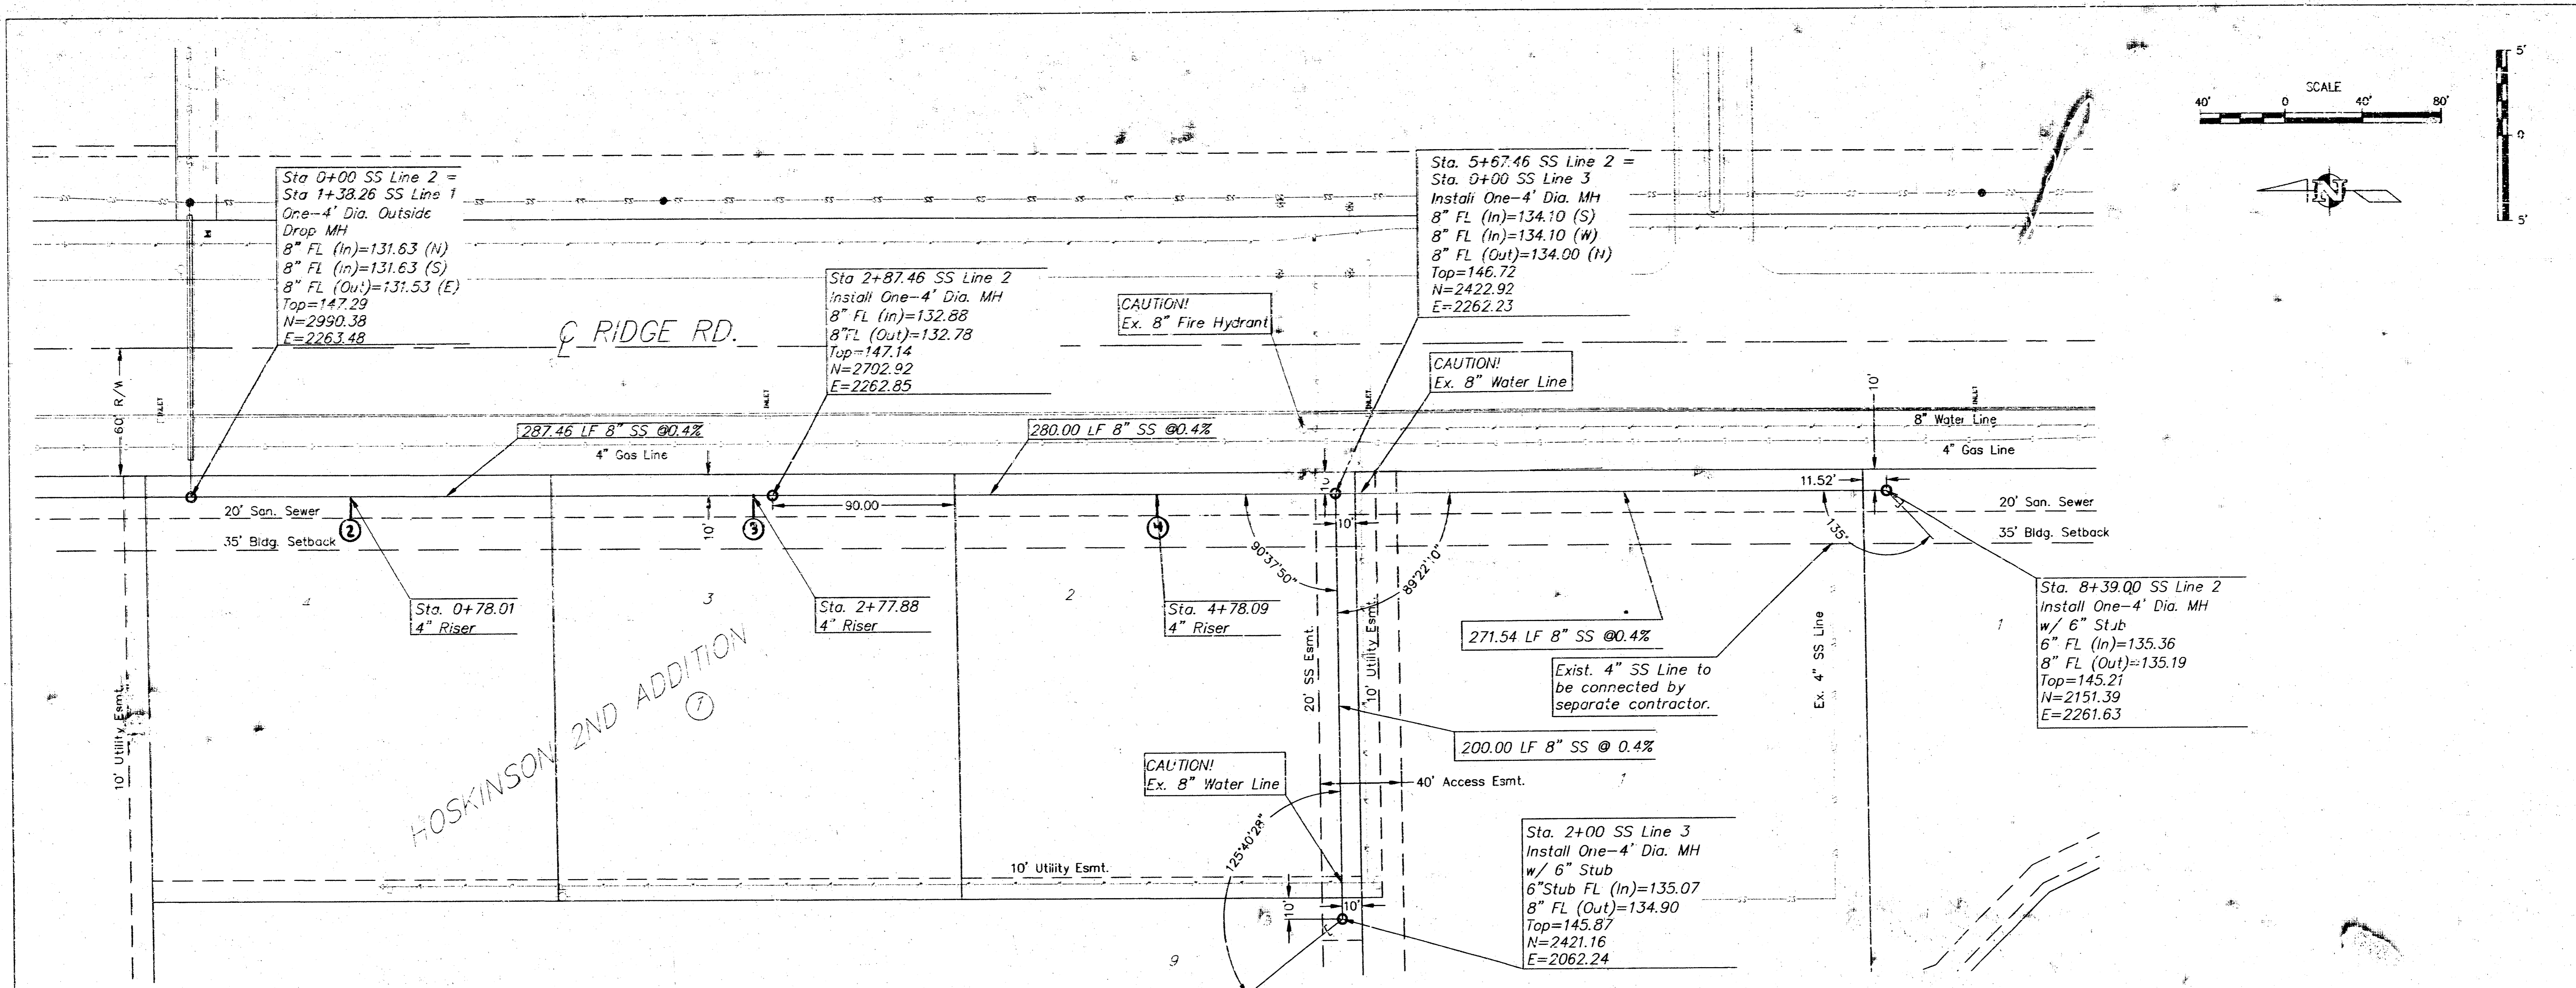 SCALE
40'
0
40'
80'
5'
0
5'
N
Sta 0+00 SS Line 2 =
Sta 1+38.26 SS Line 1
One-4' Dia. Outside
Drop MH
8" FL (In)=131.63 (N)
8" FL (In)=131.63 (S)
8" FL (Out)=131.53 (E)
Top=147.29
N=2990.38
E=2263.48
Sta 2+87.46 SS Line 2
Install One-4' Dia. MH
8" FL (In)=132.88
8"FL (Out)=132.78
Top=147.14
N=2702.92
E=2262.85
Sta. 5+67.46 SS Line 2 =
Sta. 0+00 SS Line 3
Install One-4' Dia. MH
8" FL (In)=134.10 (S)
8" FL (In)=134.10 (W)
8" FL (Out)=134.00 (N)
Top=146.72
N=2422.92
E=2262.23
CAUTION!
Ex. 8" Fire Hydrant
CAUTION!
Ex. 8" Water Line
℄ RIDGE RD.
60' R/W
INLET
INLET
INLET
INLET
10'
287.46 LF 8" SS @0.4%
280.00 LF 8" SS @0.4%
4" Gas Line
8" Water Line
4" Gas Line
11.52'
90.00
10'
10'
10'
20' San. Sewer
35' Bldg. Setback
20' San. Sewer
35' Bldg. Setback
2
3
4
90°37'50"
89°22'10"
135°
4
3
2
1
1
9
Sta. 0+78.01
4" Riser
Sta. 2+77.88
4" Riser
Sta. 4+78.09
4" Riser
271.54 LF 8" SS @0.4%
Exist. 4" SS Line to
be connected by
separate contractor.
Sta. 8+39.00 SS Line 2
Install One-4' Dia. MH
w/ 6" Stub
6" FL (In)=135.36
8" FL (Out)=135.19
Top=145.21
N=2151.39
E=2261.63
HOSKINSON 2ND ADDITION
1
10' Utility Esmt.
20' SS Esmt.
10' Utility Esmt.
Ex. 4" SS Line
200.00 LF 8" SS @ 0.4%
CAUTION!
Ex. 8" Water Line
40' Access Esmt.
125°40'28"
10' Utility Esmt.
10'
10'
Sta. 2+00 SS Line 3
Install One-4' Dia. MH
w/ 6" Stub
6"Stub FL (In)=135.07
8" FL (Out)=134.90
Top=145.87
N=2421.16
E=2062.24